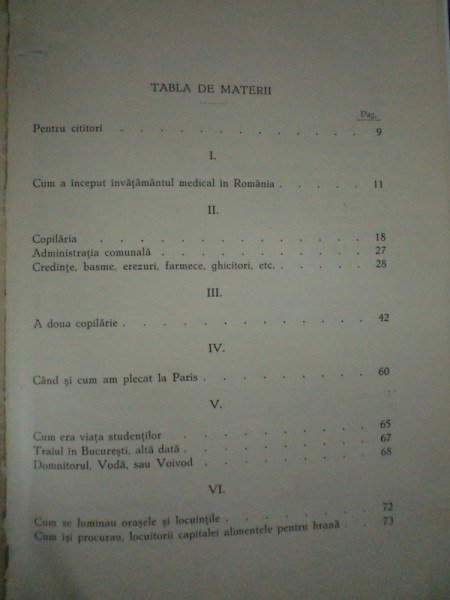 TABLA DE MATERII
Pag.
Pentru cititori . . . . . . . . . . . . . 9
I.
Cum a început învățământul medical în România . . . . . 11
II.
Copilăria . . . . . . . . . . . . . 18
Administrația comunală . . . . . . . . . . . 27
Credințe, basme, erezuri, farmece, ghicitori, etc. . . . . . 28
III.
A doua copilărie . . . . . . . . . . . . . 42
IV.
Când și cum am plecat la Paris . . . . . . . . . 60
V.
Cum era viața studenților . . . . . . . . . . 65
Traiul în București, altă dată . . . . . . . . . 67
Domnitorul, Vodă, sau Voivod . . . . . . . . . 68
VI.
Cum se luminau orașele și locuințile . . . . . . . . 72
Cum își procurau, locuitorii capitalei alimentele pentru hrană . . 73